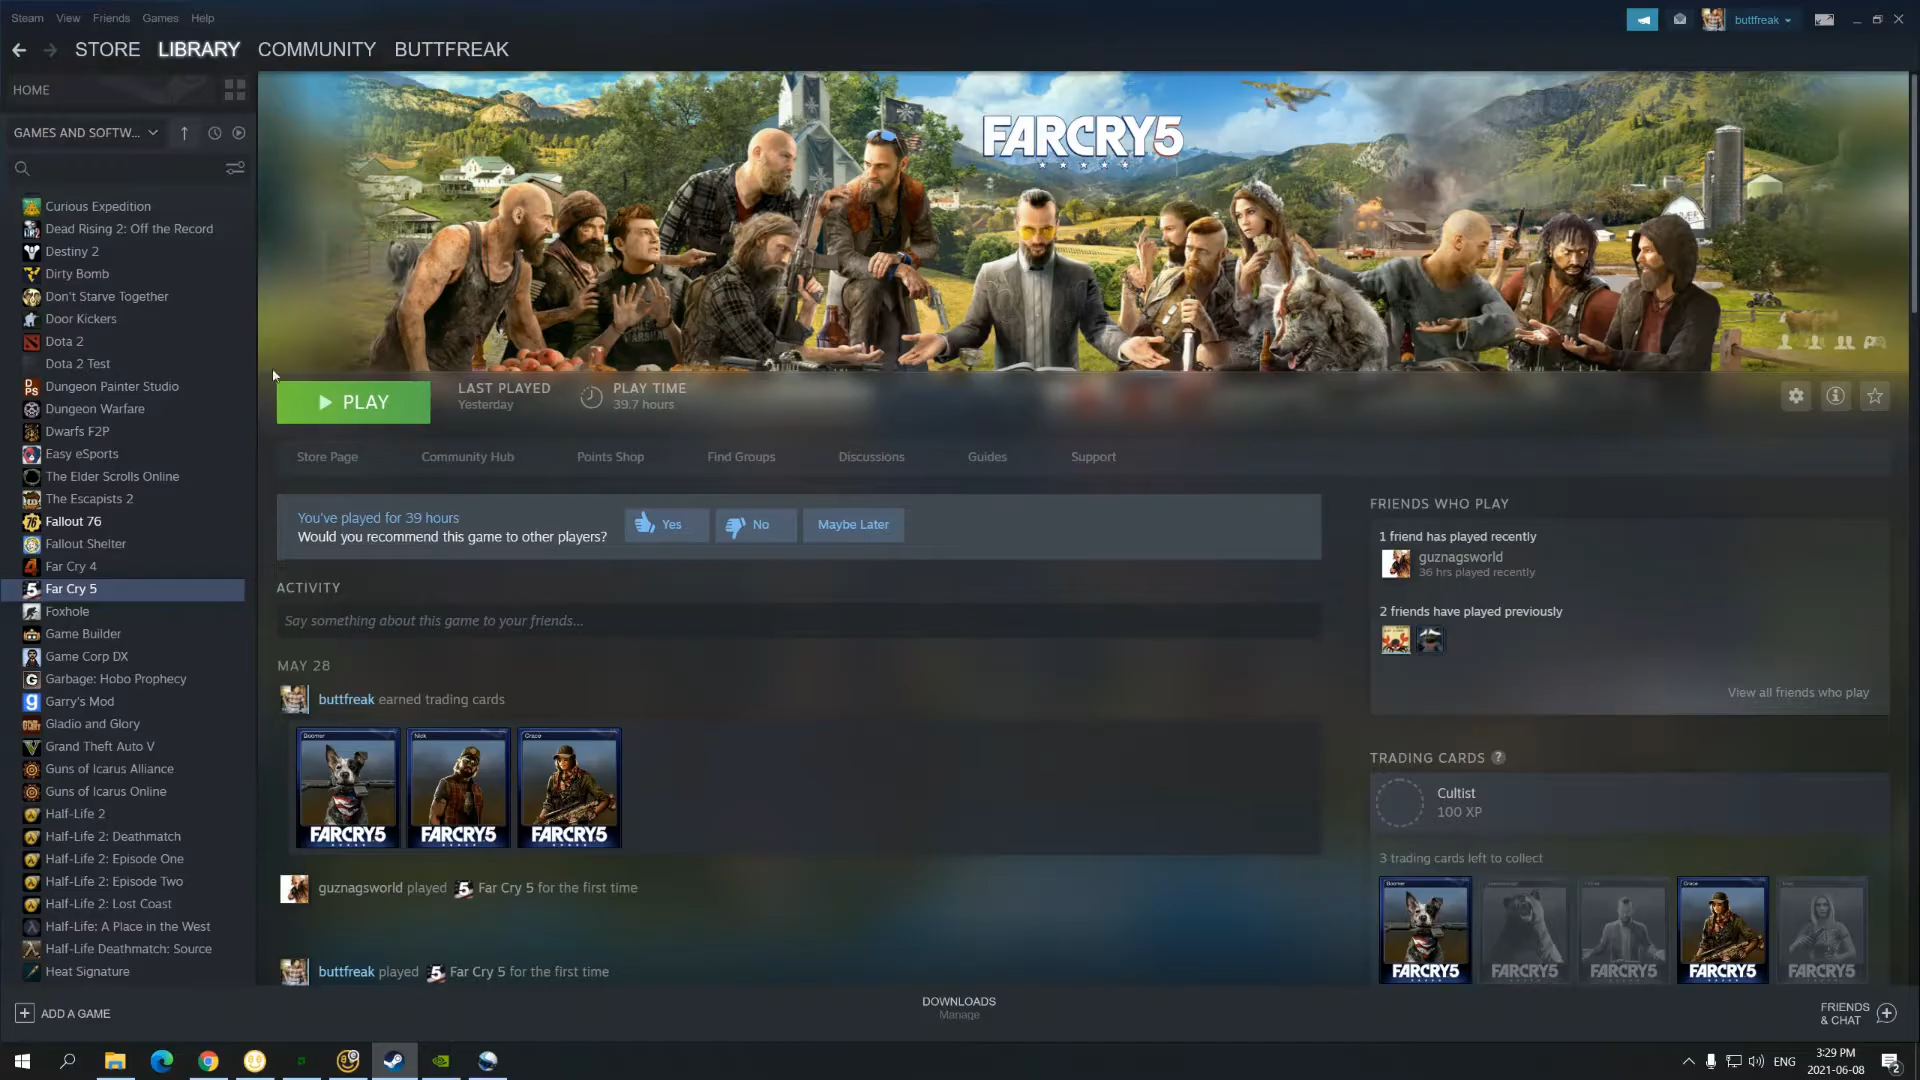 Steam View Friends Games Help
buttfreak
STORE LIBRARY COMMUNITY BUTTFREAK
HOME
GAMES AND SOFTW...
Curious Expedition
Dead Rising 2: Off the Record
Destiny 2
Dirty Bomb
Don't Starve Together
Door Kickers
Dota 2
Dota 2 Test
Dungeon Painter Studio
Dungeon Warfare
Dwarfs F2P
Easy eSports
The Elder Scrolls Online
The Escapists 2
Fallout 76
Fallout Shelter
Far Cry 4
Far Cry 5
Foxhole
Game Builder
Game Corp DX
Garbage: Hobo Prophecy
Garry's Mod
Gladio and Glory
Grand Theft Auto V
Guns of Icarus Alliance
Guns of Icarus Online
Half-Life 2
Half-Life 2: Deathmatch
Half-Life 2: Episode One
Half-Life 2: Episode Two
Half-Life 2: Lost Coast
Half-Life: A Place in the West
Half-Life Deathmatch: Source
Heat Signature
FARCRY5
PLAY
LAST PLAYED
Yesterday
PLAY TIME
39.7 hours
Store Page Community Hub Points Shop Find Groups Discussions Guides Support
You've played for 39 hours
Would you recommend this game to other players?
Yes
No
Maybe Later
ACTIVITY
Say something about this game to your friends...
MAY 28
buttfreak earned trading cards
Boomer Nick Grace
FARCRY5 FARCRY5 FARCRY5
guznagsworld played Far Cry 5 for the first time
buttfreak played Far Cry 5 for the first time
FRIENDS WHO PLAY
1 friend has played recently
guznagsworld
36 hrs played recently
2 friends have played previously
View all friends who play
TRADING CARDS ?
Cultist
100 XP
3 trading cards left to collect
Boomer Grace
FARCRY5 FARCRY5 FARCRY5 FARCRY5 FARCRY5
ADD A GAME
DOWNLOADS
Manage
FRIENDS
& CHAT
ENG
3:29 PM
2021-06-08
2